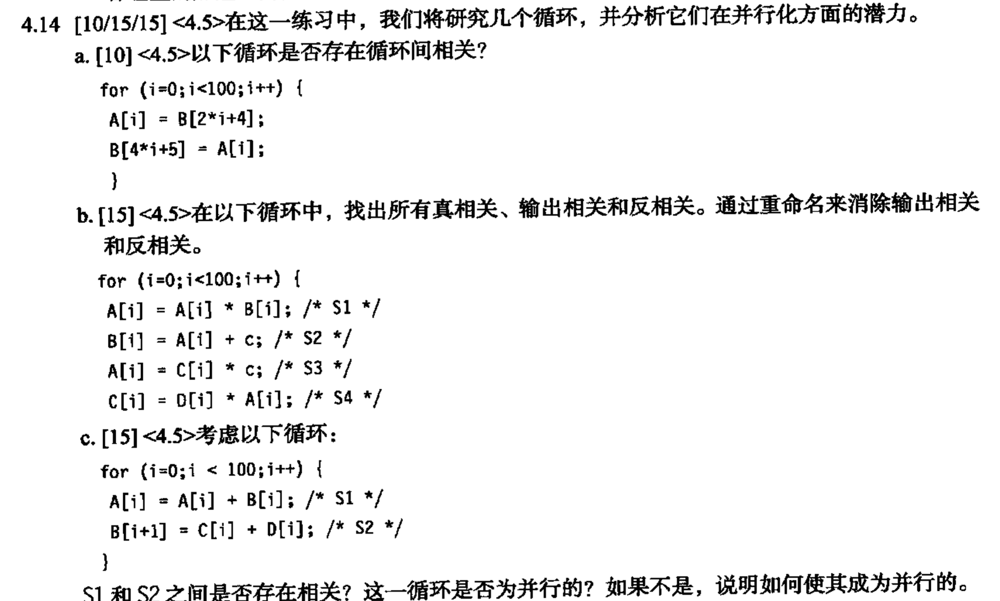 4.14 [10/15/15]<4.5>在这一练习中，我们将研究几个循环，并分析它们在并行化方面的潜力。
a. [10]<4.5>以下循环是否存在循环间相关？
for (i=0;i<100;i++) {
A[i] = B[2*i+4];
B[4*i+5] = A[i];
}
b. [15]<4.5>在以下循环中，找出所有真相关、输出相关和反相关。通过重命名来消除输出相关
和反相关。
for (i=0;i<100;i++) {
A[i] = A[i] * B[i]; /* S1 */
B[i] = A[i] + c; /* S2 */
A[i] = C[i] * c; /* S3 */
C[i] = D[i] * A[i]; /* S4 */
c. [15]<4.5>考虑以下循环：
for (i=0;i < 100;i++) {
A[i] = A[i] + B[i]; /* S1 */
B[i+1] = C[i] + D[i]; /* S2 */
}
S1 和 S2 之间是否存在相关？这一循环是否为并行的？如果不是，说明如何使其成为并行的。